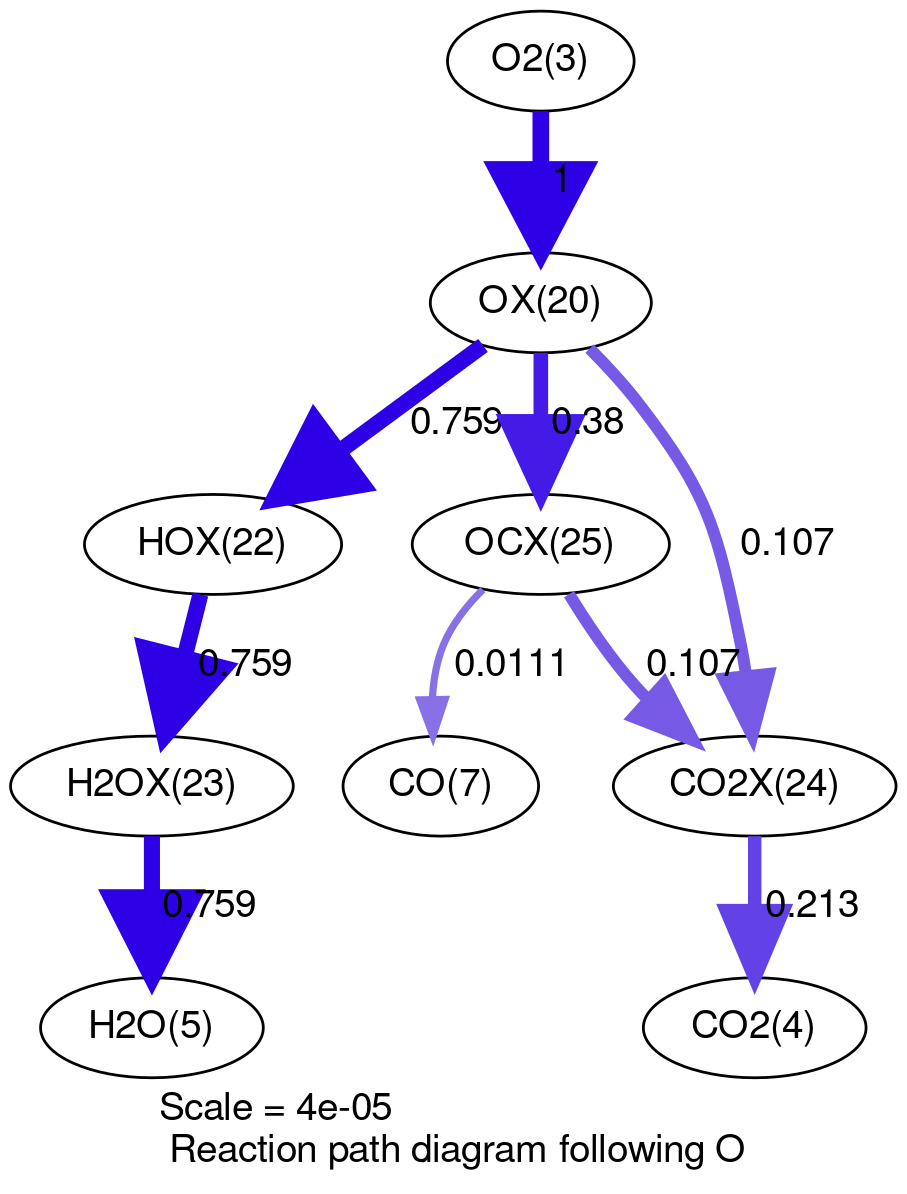 O2(3)
1
OX(20)
0.759
0.38
HOX(22)
OCX(25)
0.107
0.759
0.0111
0.107
H2OX(23)
CO(7)
CO2X(24)
0.759
0.213
H2O(5)
CO2(4)
Scale = 4e-05
Reaction path diagram following O